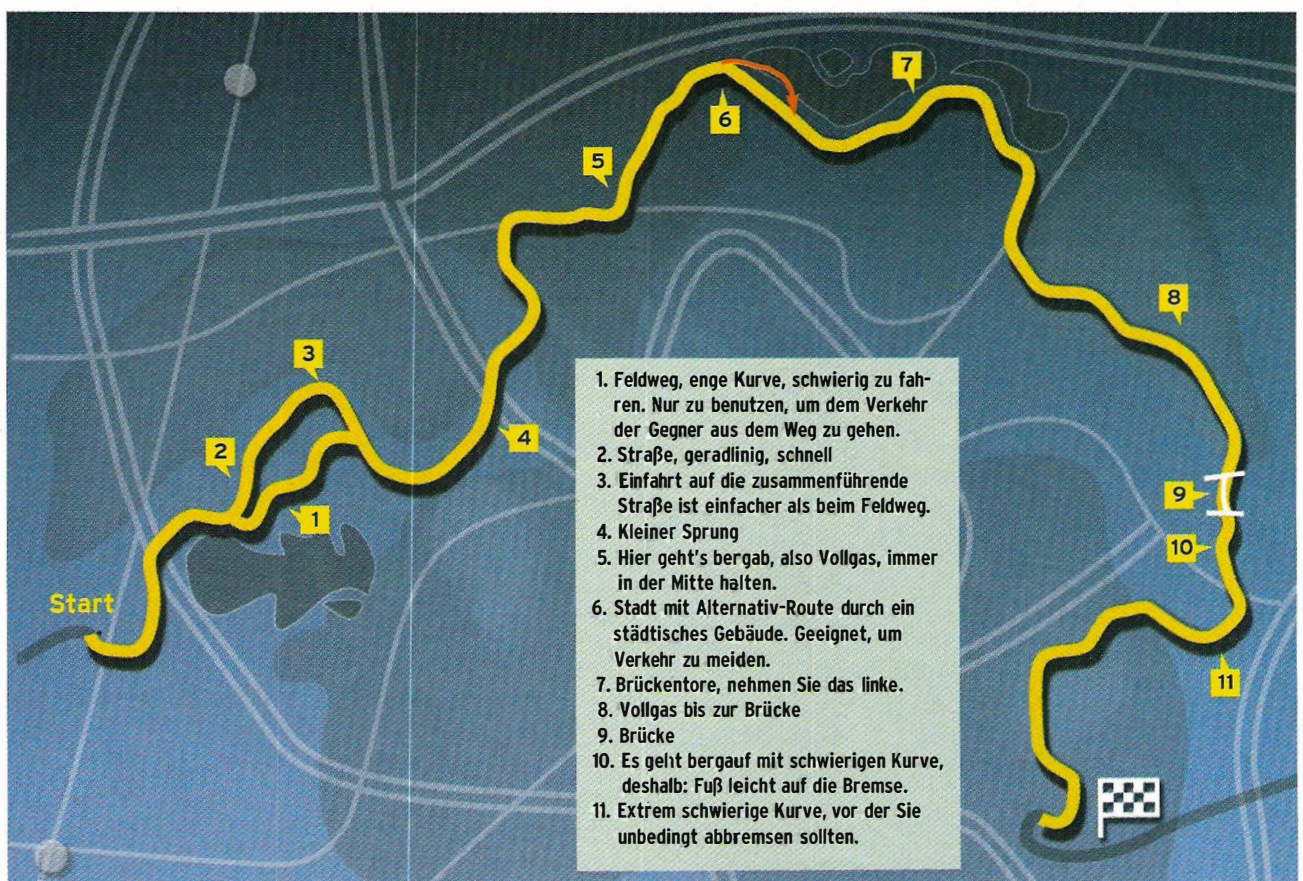 7
6
5
8
3
2
4
1
9
10
Start
11
1. Feldweg, enge Kurve, schwierig zu fah-
ren. Nur zu benutzen, um dem Verkehr
der Gegner aus dem Weg zu gehen.
2. Straße, geradlinig, schnell
3. Einfahrt auf die zusammenführende
Straße ist einfacher als beim Feldweg.
4. Kleiner Sprung
5. Hier geht's bergab, also Vollgas, immer
in der Mitte halten.
6. Stadt mit Alternativ-Route durch ein
städtisches Gebäude. Geeignet, um
Verkehr zu meiden.
7. Brückentore, nehmen Sie das linke.
8. Vollgas bis zur Brücke
9. Brücke
10. Es geht bergauf mit schwierigen Kurve,
deshalb: Fuß leicht auf die Bremse.
11. Extrem schwierige Kurve, vor der Sie
unbedingt abbremsen sollten.